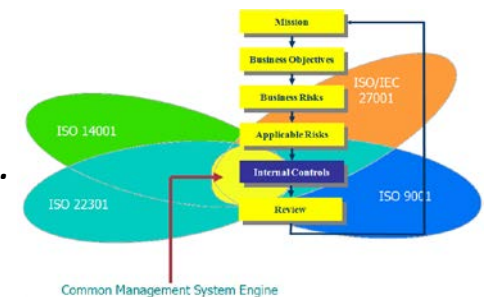 Mission
Business Objectives
ISO/IEC
27001
Business Risks
ISO 14001
Applicable Risks
.
Internal Controls
ISO 22301
ISO 9001
Review
Common Management System Engine